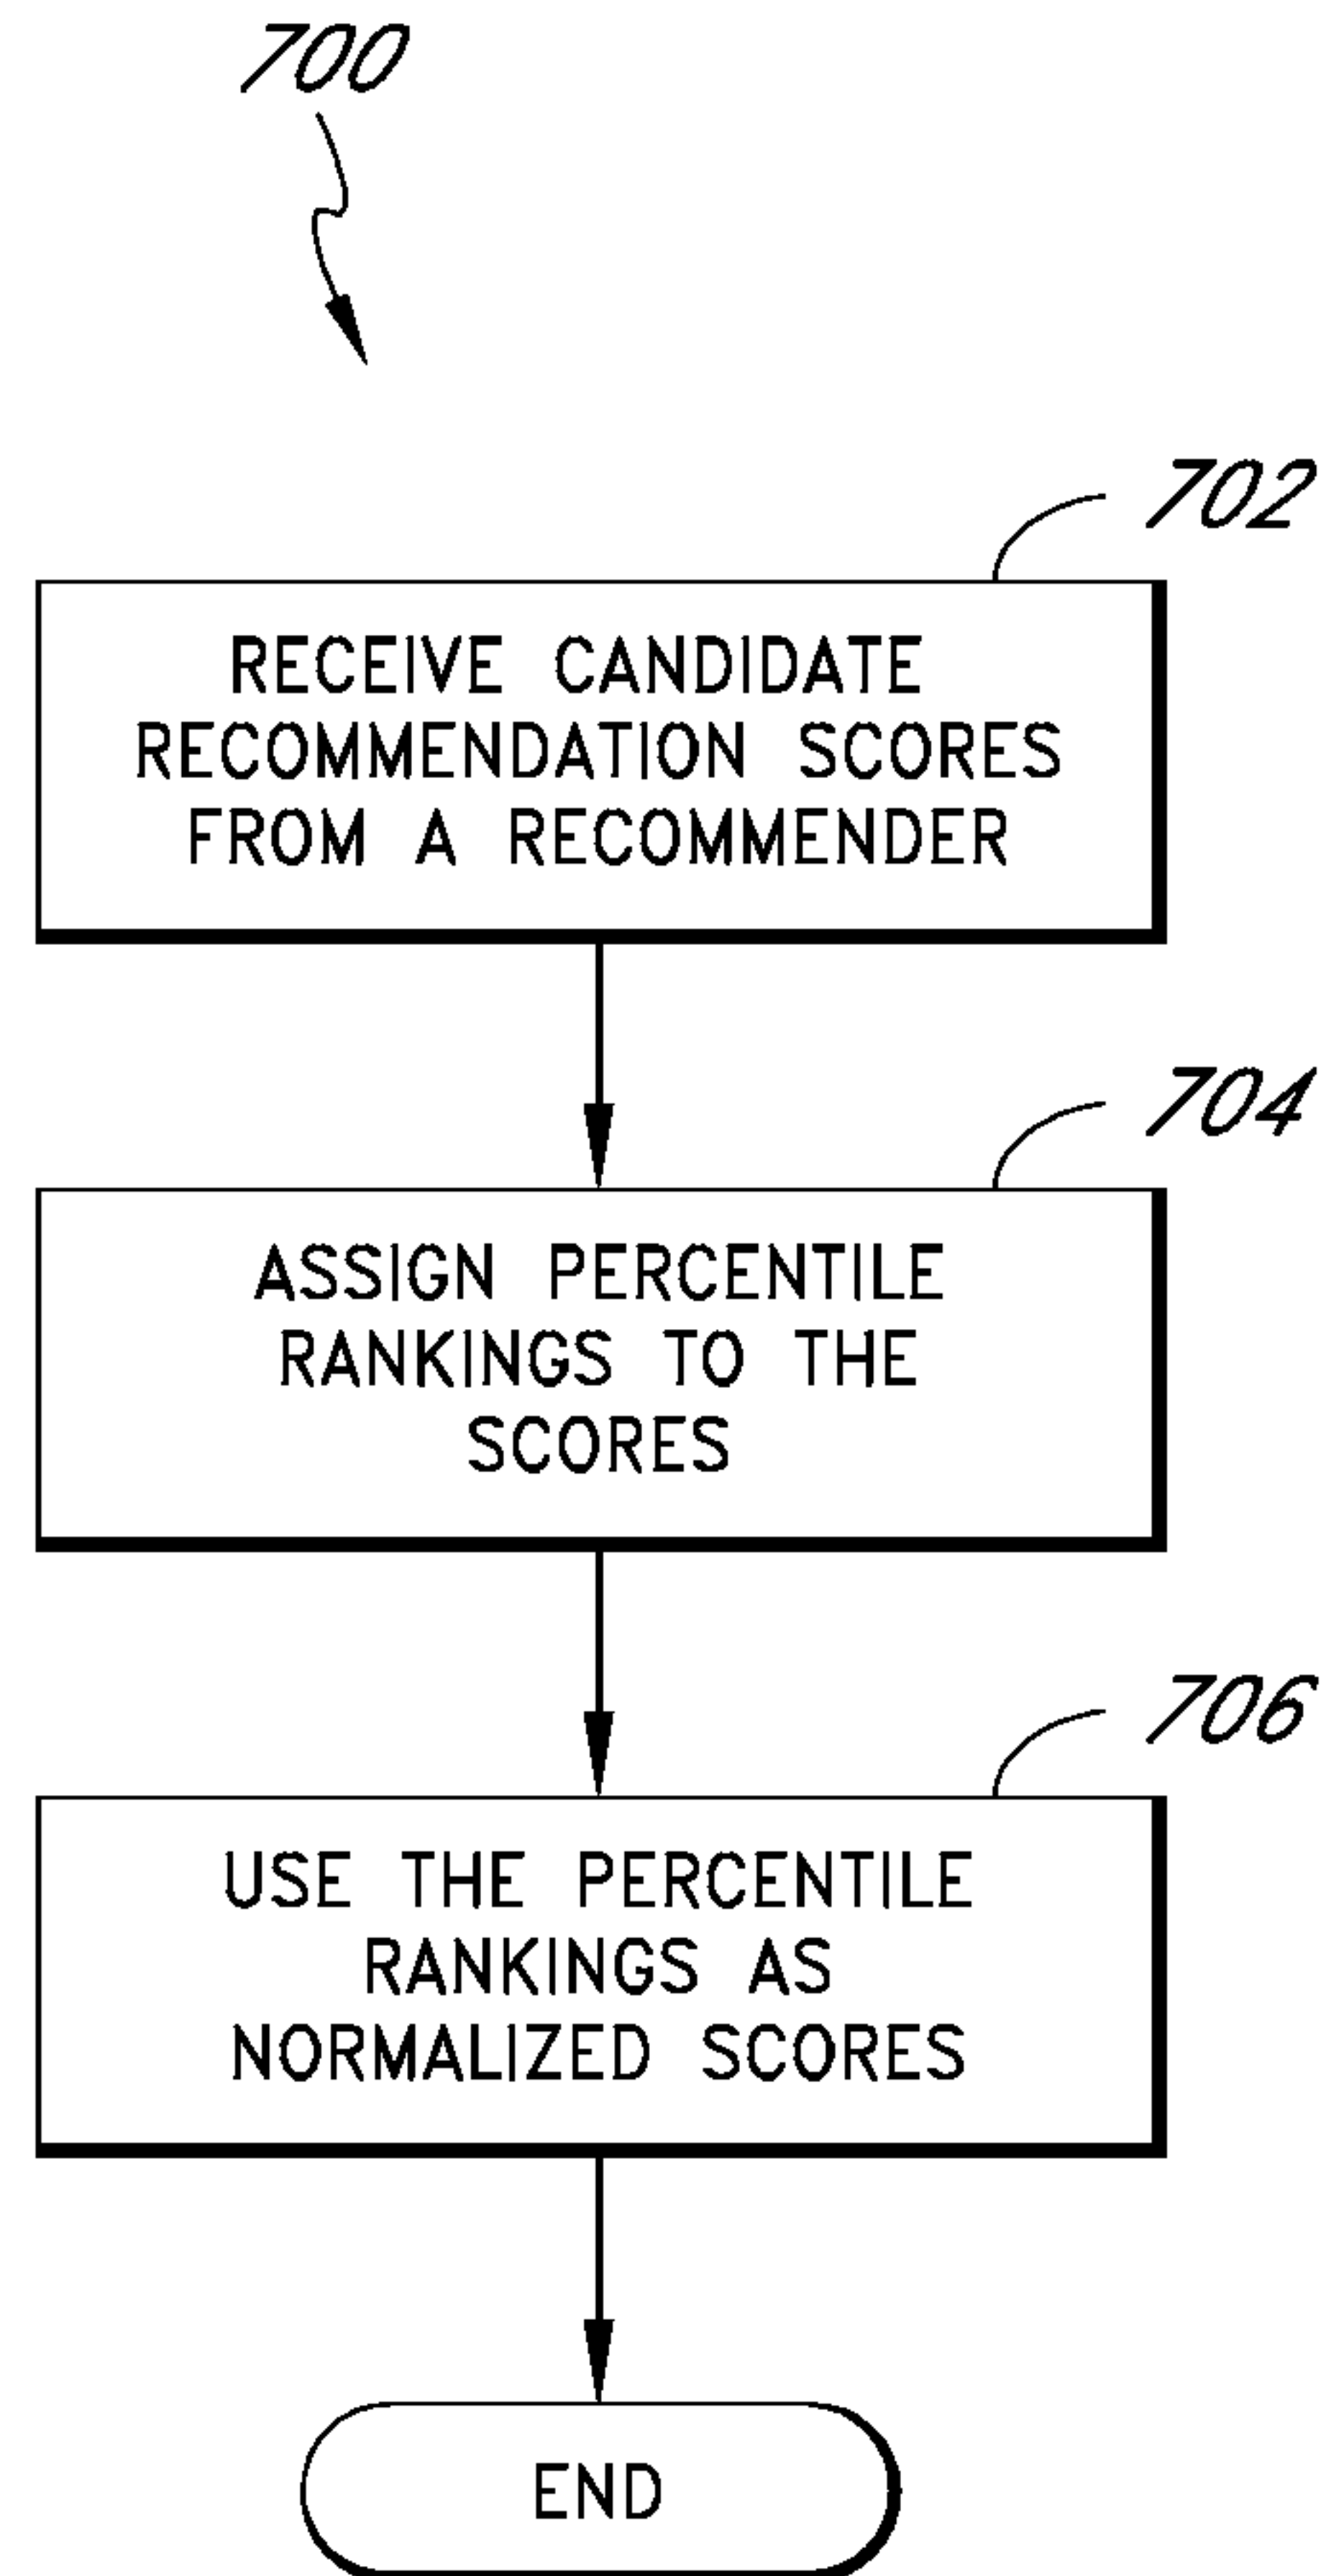 700
702
RECEIVE CANDIDATE
RECOMMENDATION SCORES
FROM A RECOMMENDER
704
ASSIGN PERCENTILE
RANKINGS TO THE
SCORES
706
USE THE PERCENTILE
RANKINGS AS
NORMALIZED SCORES
END